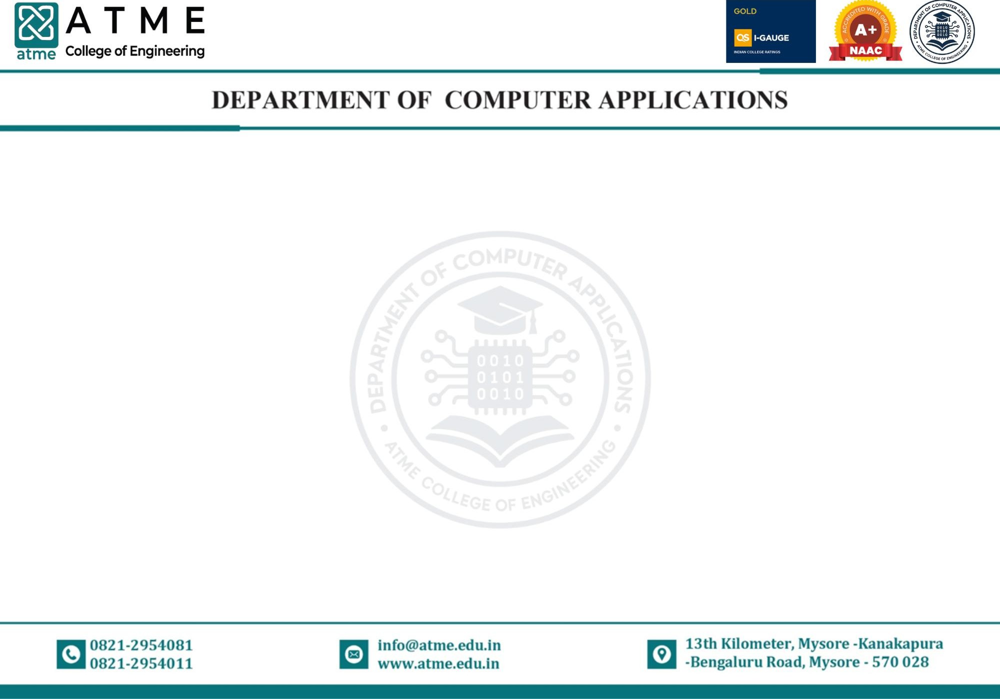 ATME
College of Engineering
atme
GOLD
QS I-GAUGE
INDIAN COLLEGE RATINGS
ACCREDITED WITH GRADE
A+
NAAC
DEPARTMENT OF COMPUTER APPLICATIONS
0010
0101
0010
• ATME COLLEGE OF ENGINEERING •
DEPARTMENT OF COMPUTER APPLICATIONS
DEPARTMENT OF COMPUTER APPLICATIONS
0010
0101
0010
• ATME COLLEGE OF ENGINEERING •
0821-2954081
0821-2954011
info@atme.edu.in
www.atme.edu.in
13th Kilometer, Mysore -Kanakapura
-Bengaluru Road, Mysore - 570 028